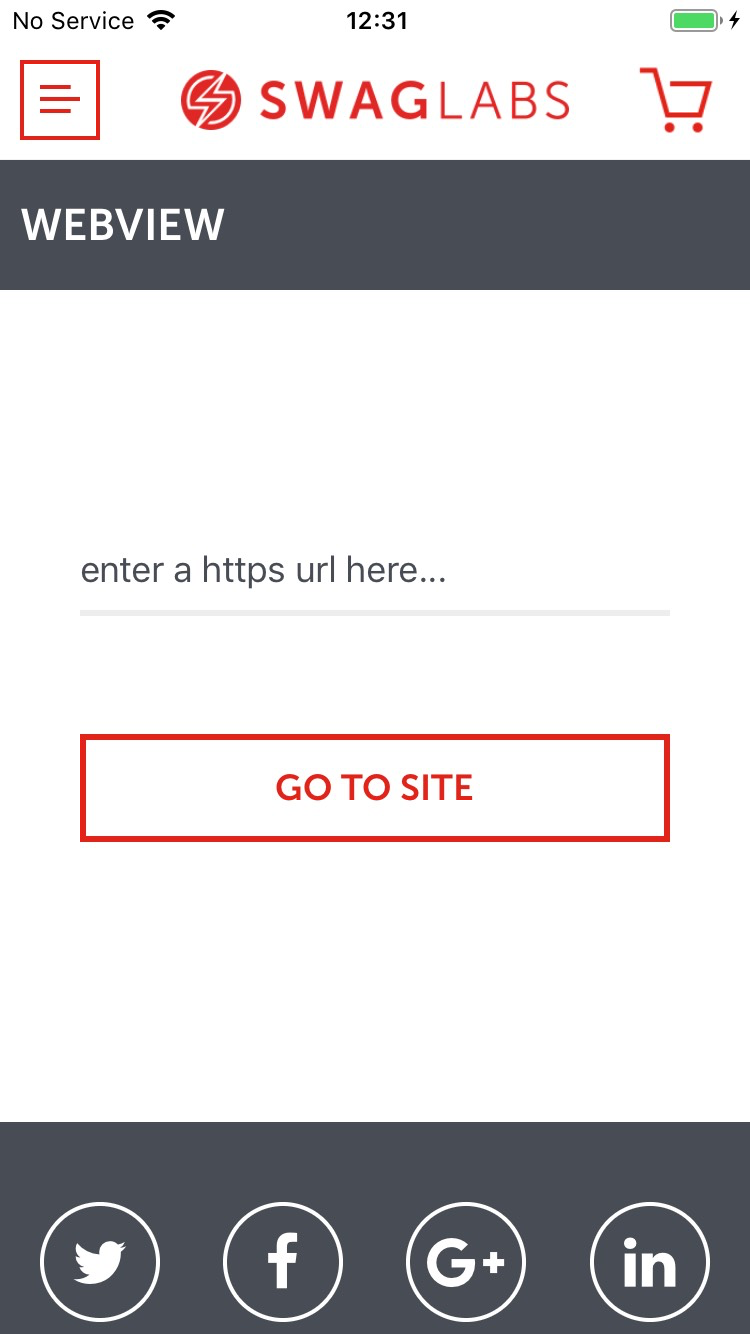 No Service 12:31
SWAGLABS
WEBVIEW
enter a https url here...
GO TO SITE
f G+ in